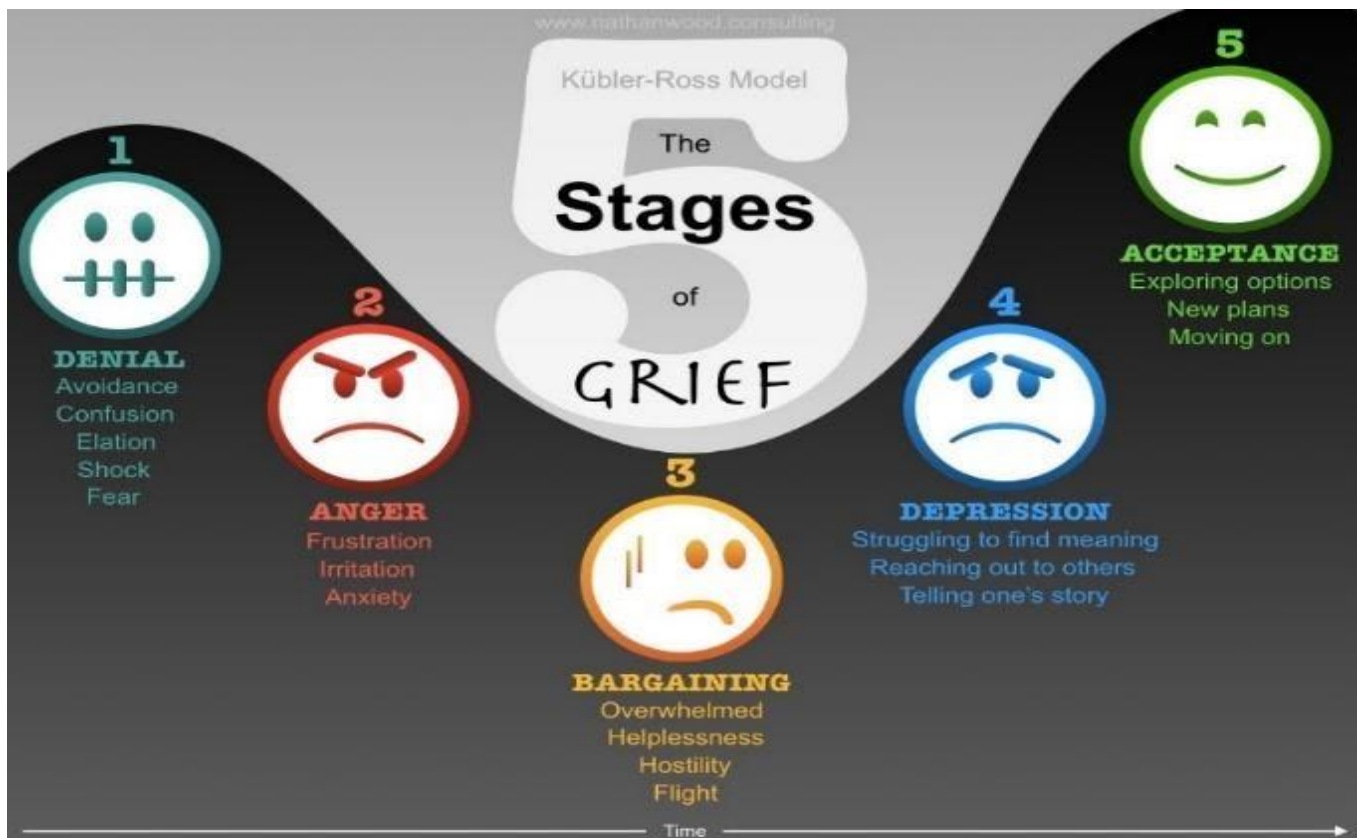 www.nathanwood.consulting
Kübler-Ross Model
5
The
Stages
of
GRIEF
1
DENIAL
Avoidance
Confusion
Elation
Shock
Fear
2
ANGER
Frustration
Irritation
Anxiety
3
BARGAINING
Overwhelmed
Helplessness
Hostility
Flight
4
DEPRESSION
Struggling to find meaning
Reaching out to others
Telling one's story
5
ACCEPTANCE
Exploring options
New plans
Moving on
Time